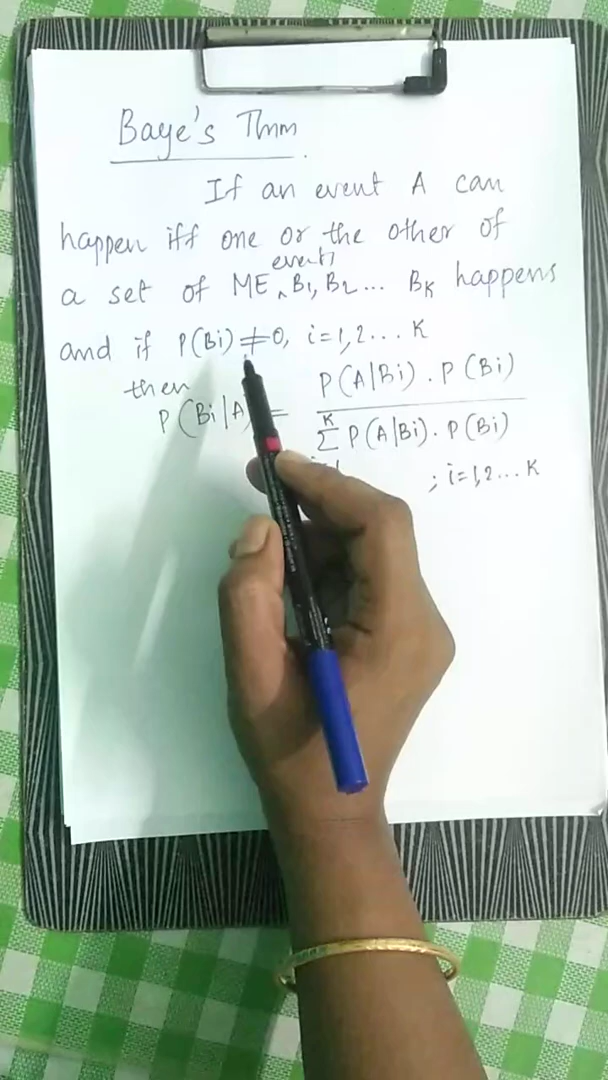 Baye's Thm
If an event A can
happen iff one or the other of
a set of ME events B1, B2 ... BK happens
and if P(Bi) ≠ 0, i=1,2 ... K
then
P(Bi|A) = P(A|Bi) . P(Bi)
K
Σ P(A|Bi) . P(Bi)
; i=1,2 ... K